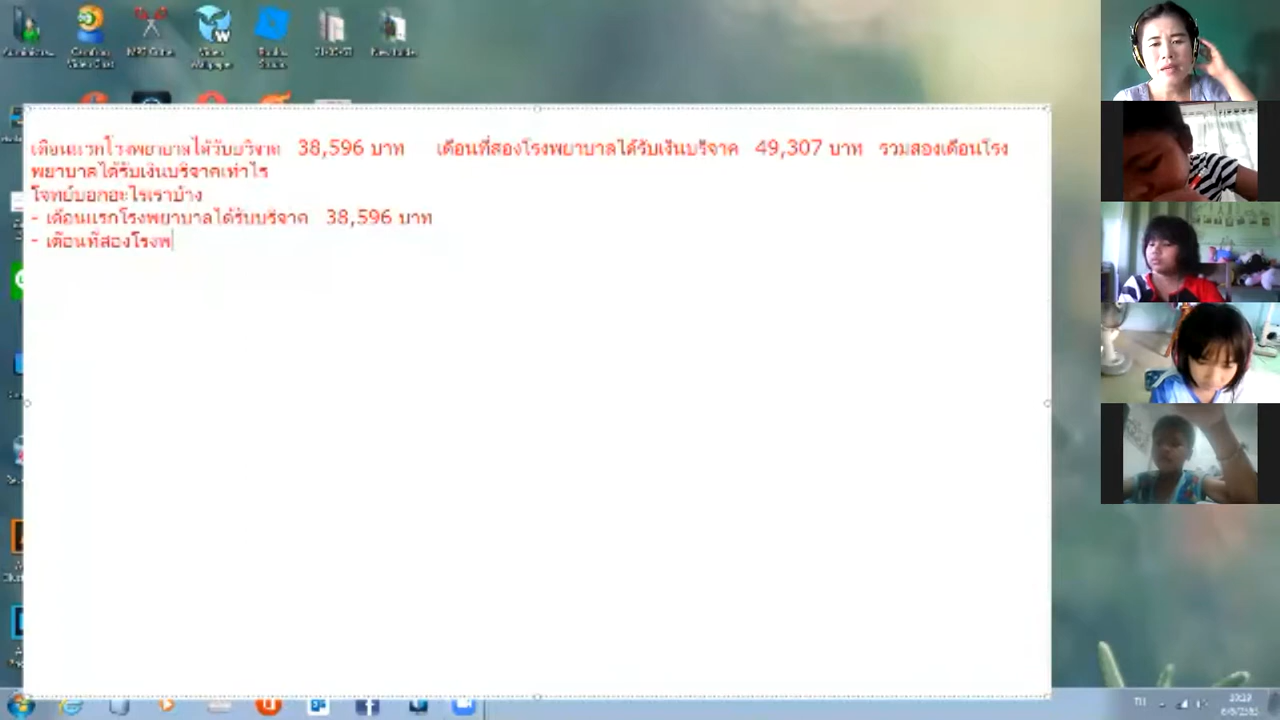 Video Wallpaper
เดือนแรกโรงพยาบาลได้รับบริจาค 38,596 บาท เดือนที่สองโรงพยาบาลได้รับเงินบริจาค 49,307 บาท รวมสองเดือนโรง
พยาบาลได้รับเงินบริจาคเท่าไร
โจทย์บอกอะไรเราบ้าง
- เดือนแรกโรงพยาบาลได้รับบริจาค 38,596 บาท
- เดือนที่สองโรงพ
TH